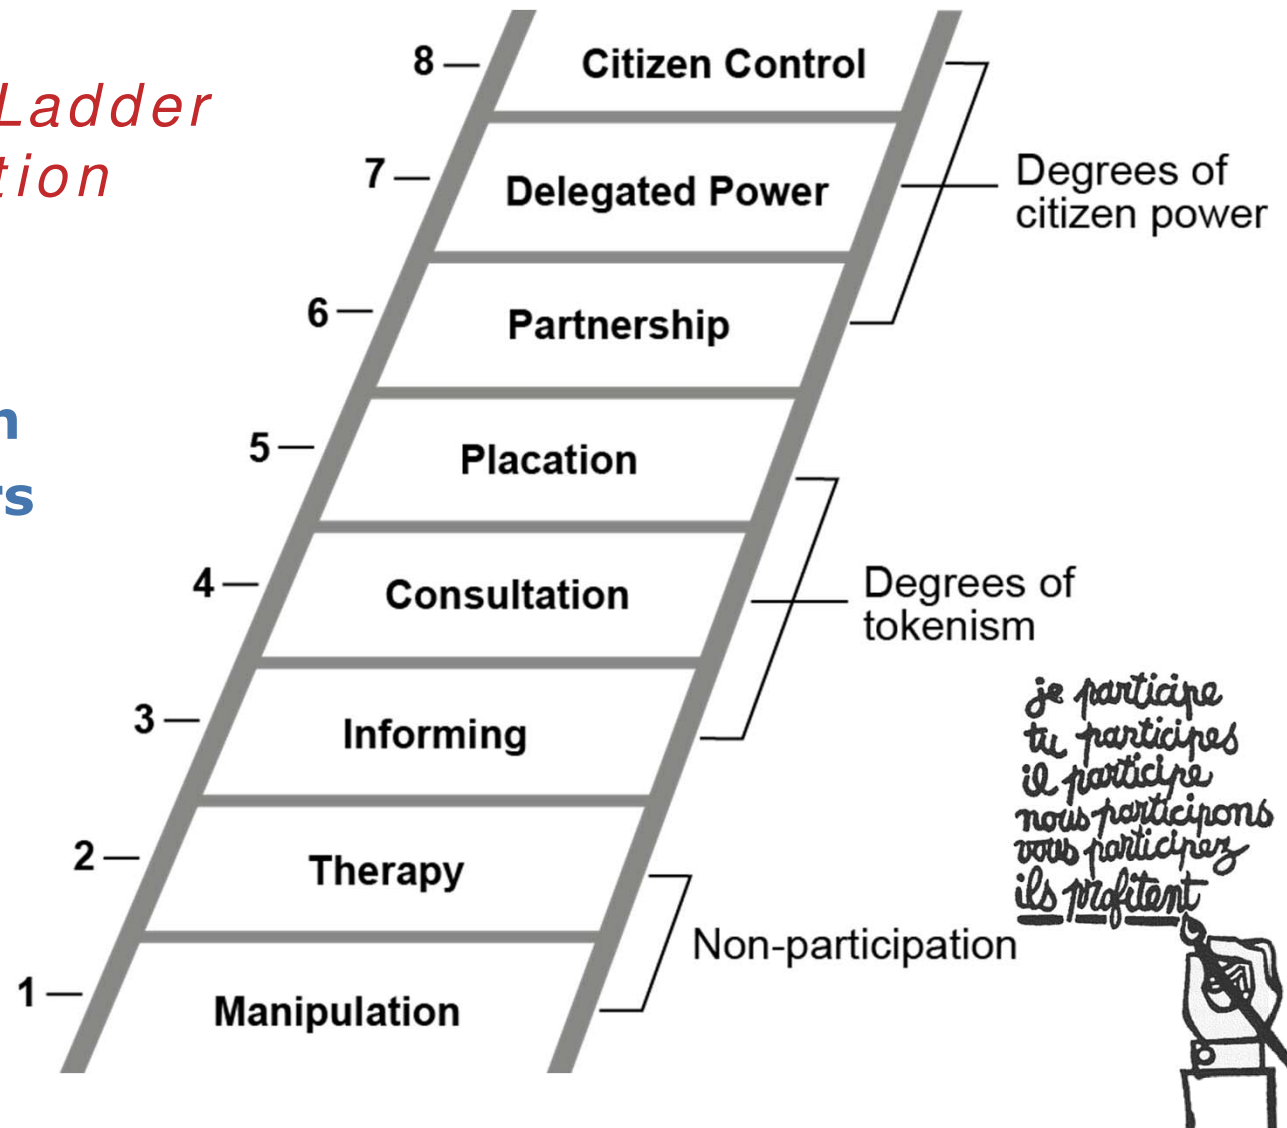 Ladder
tion
n
rs
8 Citizen Control
7 Delegated Power
Degrees of
citizen power
6 Partnership
5 Placation
4 Consultation
Degrees of
tokenism
3 Informing
2 Therapy
Non-participation
1 Manipulation
je participe
tu participes
il participe
nous participons
vous participez
ils profitent